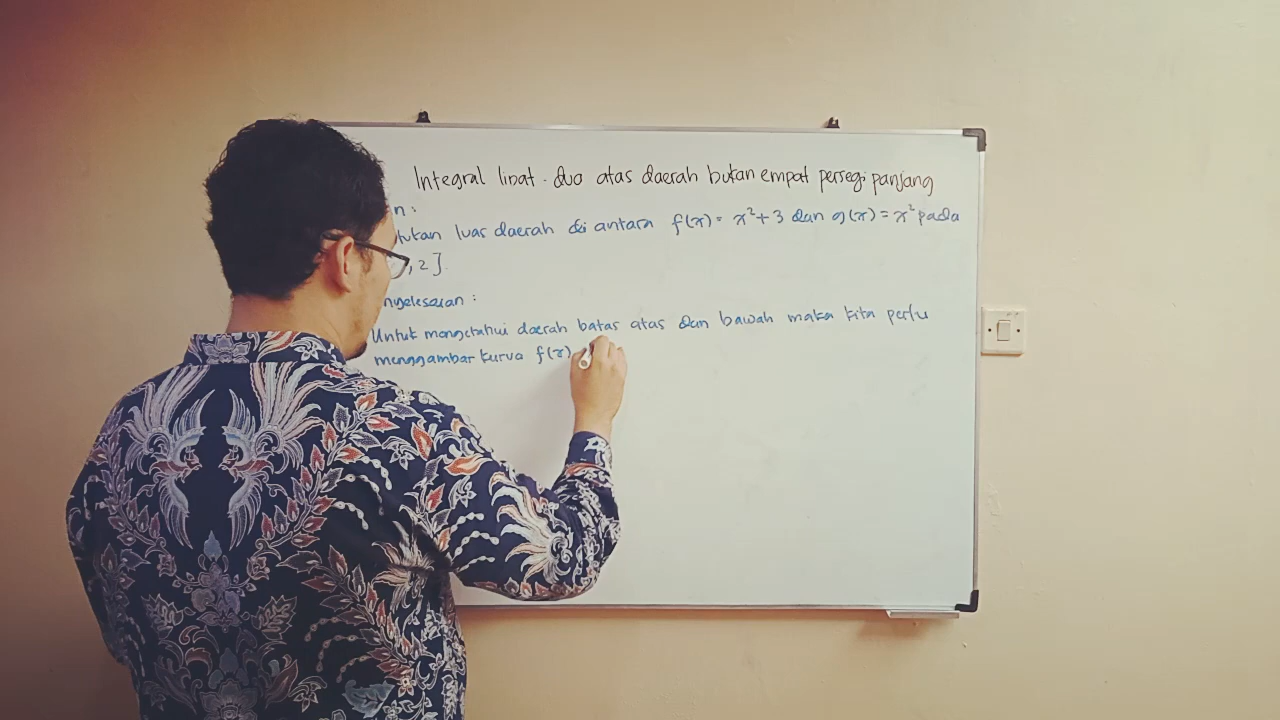 Integral lipat-dua atas daerah bukan empat persegi panjang
n:
tukan luas daerah di antara f(x) = x²+3 dan g(x) = x² pada
, 2].
nyelesaian :
Untuk mengetahui daerah batas atas dan bawah maka kita perlu
menggambar kurva f(x)